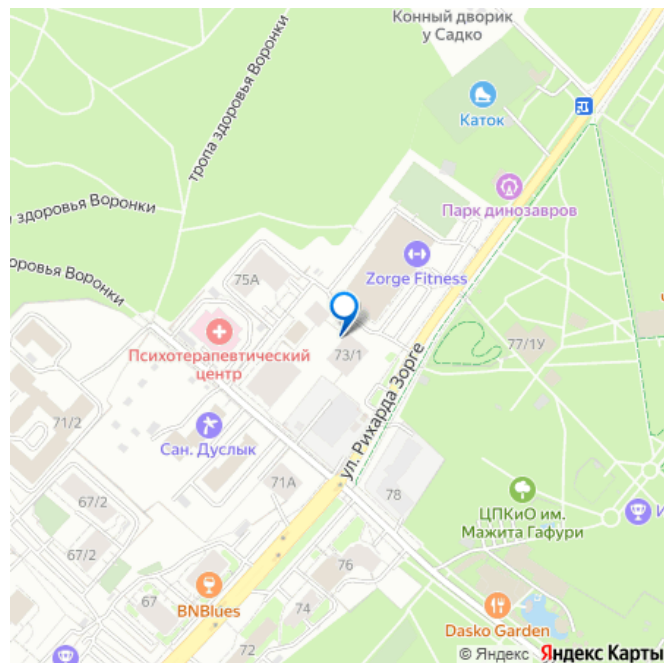 Конный дворик
у Садко
Каток
тропа здоровья Воронки
Парк динозавров
здоровья Воронки
Zorge Fitness
75А
Психотерапевтический
центр
73/1
77/1У
ул. Рихарда Зорге
71/2
Сан. Дуслык
71А
78
ЦПКиО им.
Мажита Гафури
67/2
67/2
76
67
BNBlues
74
72
Dasko Garden
© Яндекс Яндекс Карты